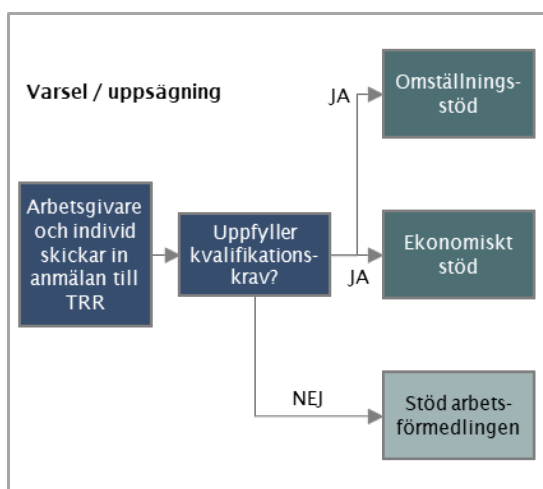 Varsel / uppsägning
JA
Omställnings-
stöd
Arbetsgivare
och individ
skickar in
anmälan till
TRR
Uppfyller
kvalifikations-
krav?
JA
Ekonomiskt
stöd
NEJ
Stöd arbets-
förmedlingen